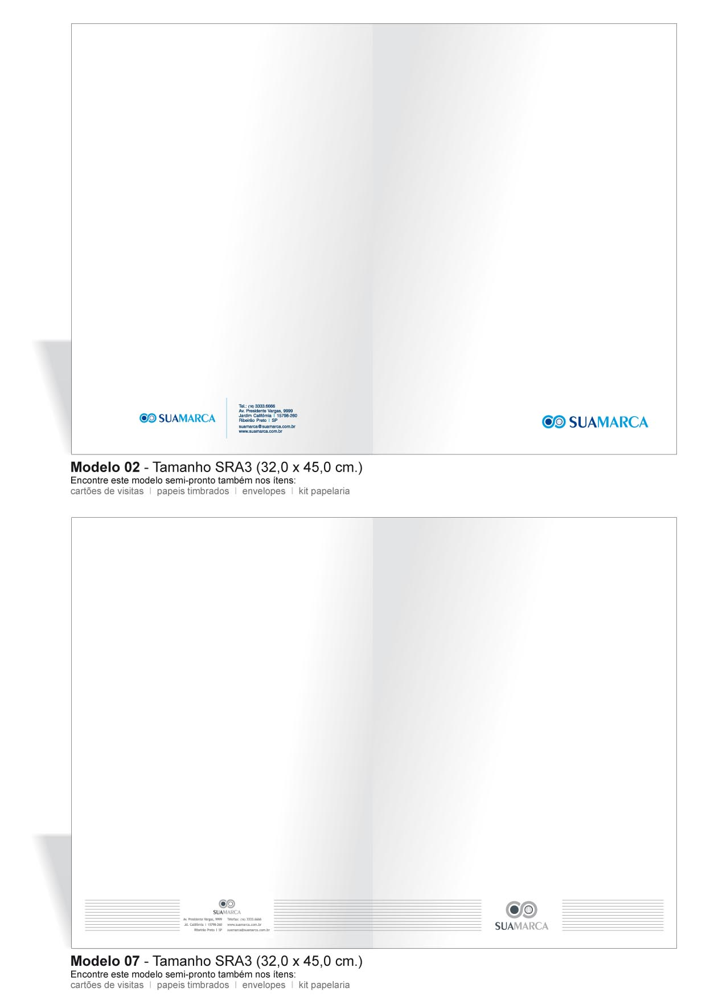 SUAMARCA
Tel.: (16) 3333.6666
Av. Presidente Vargas, 9999
Jardim Califórnia | 15798-260
Ribeirão Preto | SP
suamarca@suamarca.com.br
www.suamarca.com.br
SUAMARCA
Modelo 02 - Tamanho SRA3 (32,0 x 45,0 cm.)
Encontre este modelo semi-pronto também nos ítens:
cartões de visitas | papeis timbrados | envelopes | kit papelaria
SUAMARCA
Av. Presidente Vargas, 9999 Telefax: (16) 3333.6666
Jd. Califórnia | 15798-260 www.suamarca.com.br
Ribeirão Preto | SP suamarca@suamarca.com.br
SUAMARCA
Modelo 07 - Tamanho SRA3 (32,0 x 45,0 cm.)
Encontre este modelo semi-pronto também nos ítens:
cartões de visitas | papeis timbrados | envelopes | kit papelaria